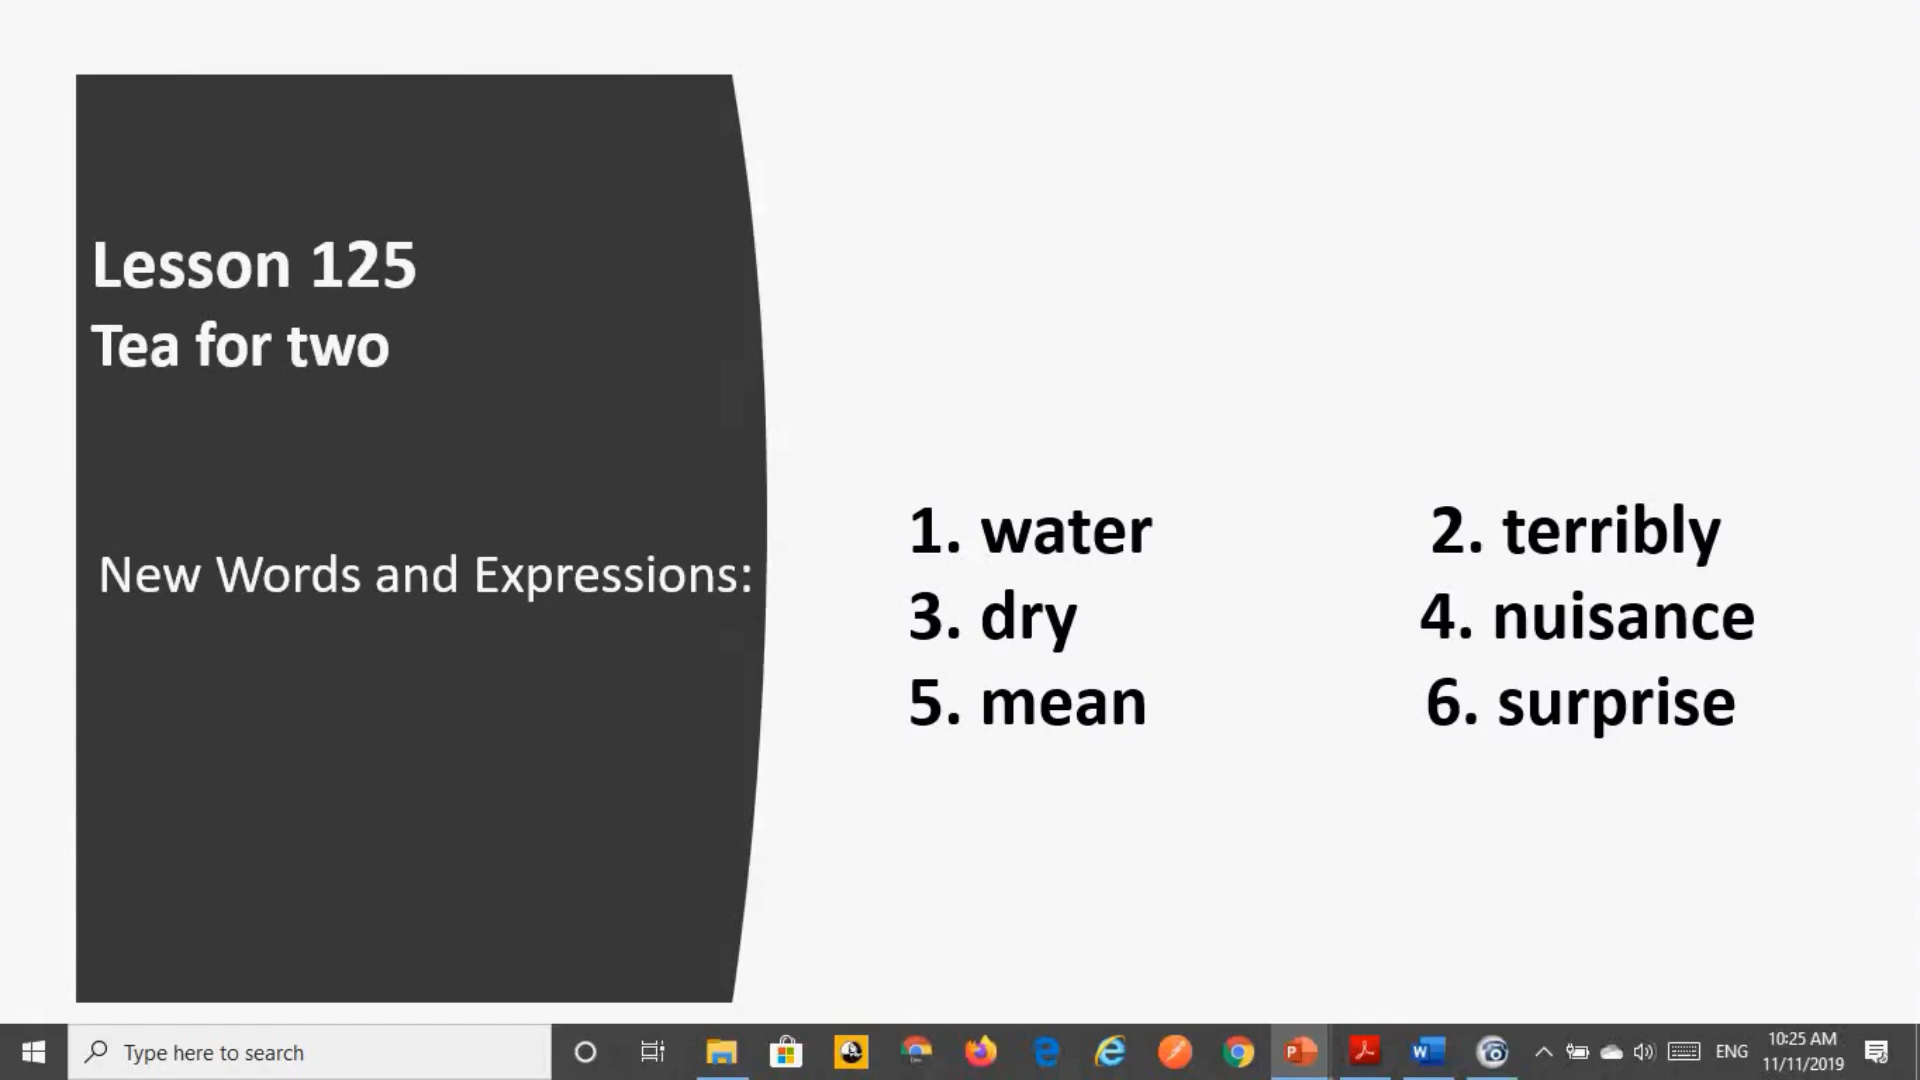 Lesson 125
Tea for two
New Words and Expressions:
1. water 2. terribly
3. dry 4. nuisance
5. mean 6. surprise
Type here to search
ENG
10:25 AM
11/11/2019